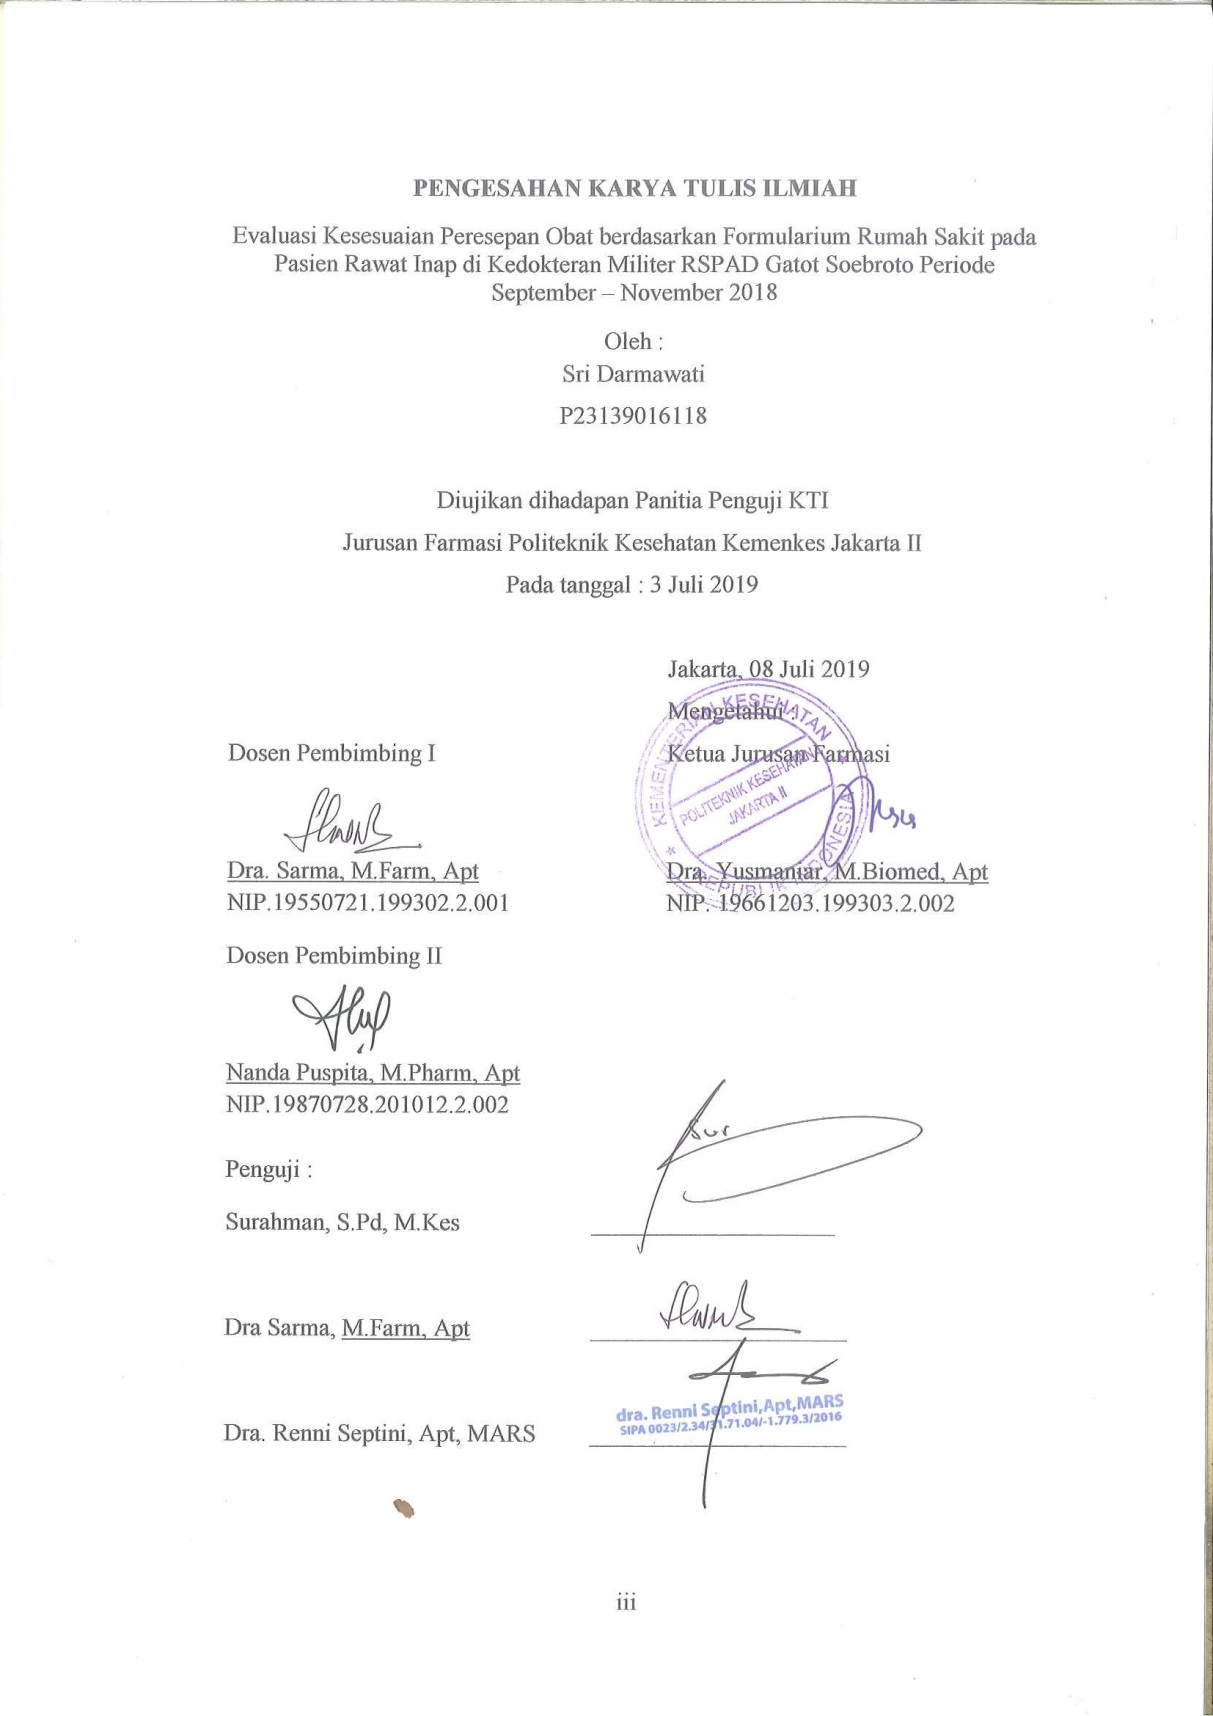 PENGESAHAN KARYA TULIS ILMIAH
Evaluasi Kesesuaian Peresepan Obat berdasarkan Formularium Rumah Sakit pada
Pasien Rawat Inap di Kedokteran Militer RSPAD Gatot Soebroto Periode
September – November 2018
Oleh :
Sri Darmawati
P23139016118
Diujikan dihadapan Panitia Penguji KTI
Jurusan Farmasi Politeknik Kesehatan Kemenkes Jakarta II
Pada tanggal : 3 Juli 2019
Jakarta, 08 Juli 2019
Mengetahui :
Dosen Pembimbing I
Ketua Jurusan Farmasi
KEMENTERIAN KESEHATAN
POLITEKNIK KESEHATAN
JAKARTA II
REPUBLIK INDONESIA
Dra. Sarma, M.Farm, Apt
NIP.19550721.199302.2.001
Dra. Yusmaniar, M.Biomed, Apt
NIP. 19661203.199303.2.002
Dosen Pembimbing II
Nanda Puspita, M.Pharm, Apt
NIP.19870728.201012.2.002
Penguji :
Sur
Surahman, S.Pd, M.Kes
Dra Sarma, M.Farm, Apt
dra. Renni Septini,Apt,MARS
SIPA 0023/2.34/31.71.04/-1.779.3/2016
Dra. Renni Septini, Apt, MARS
iii